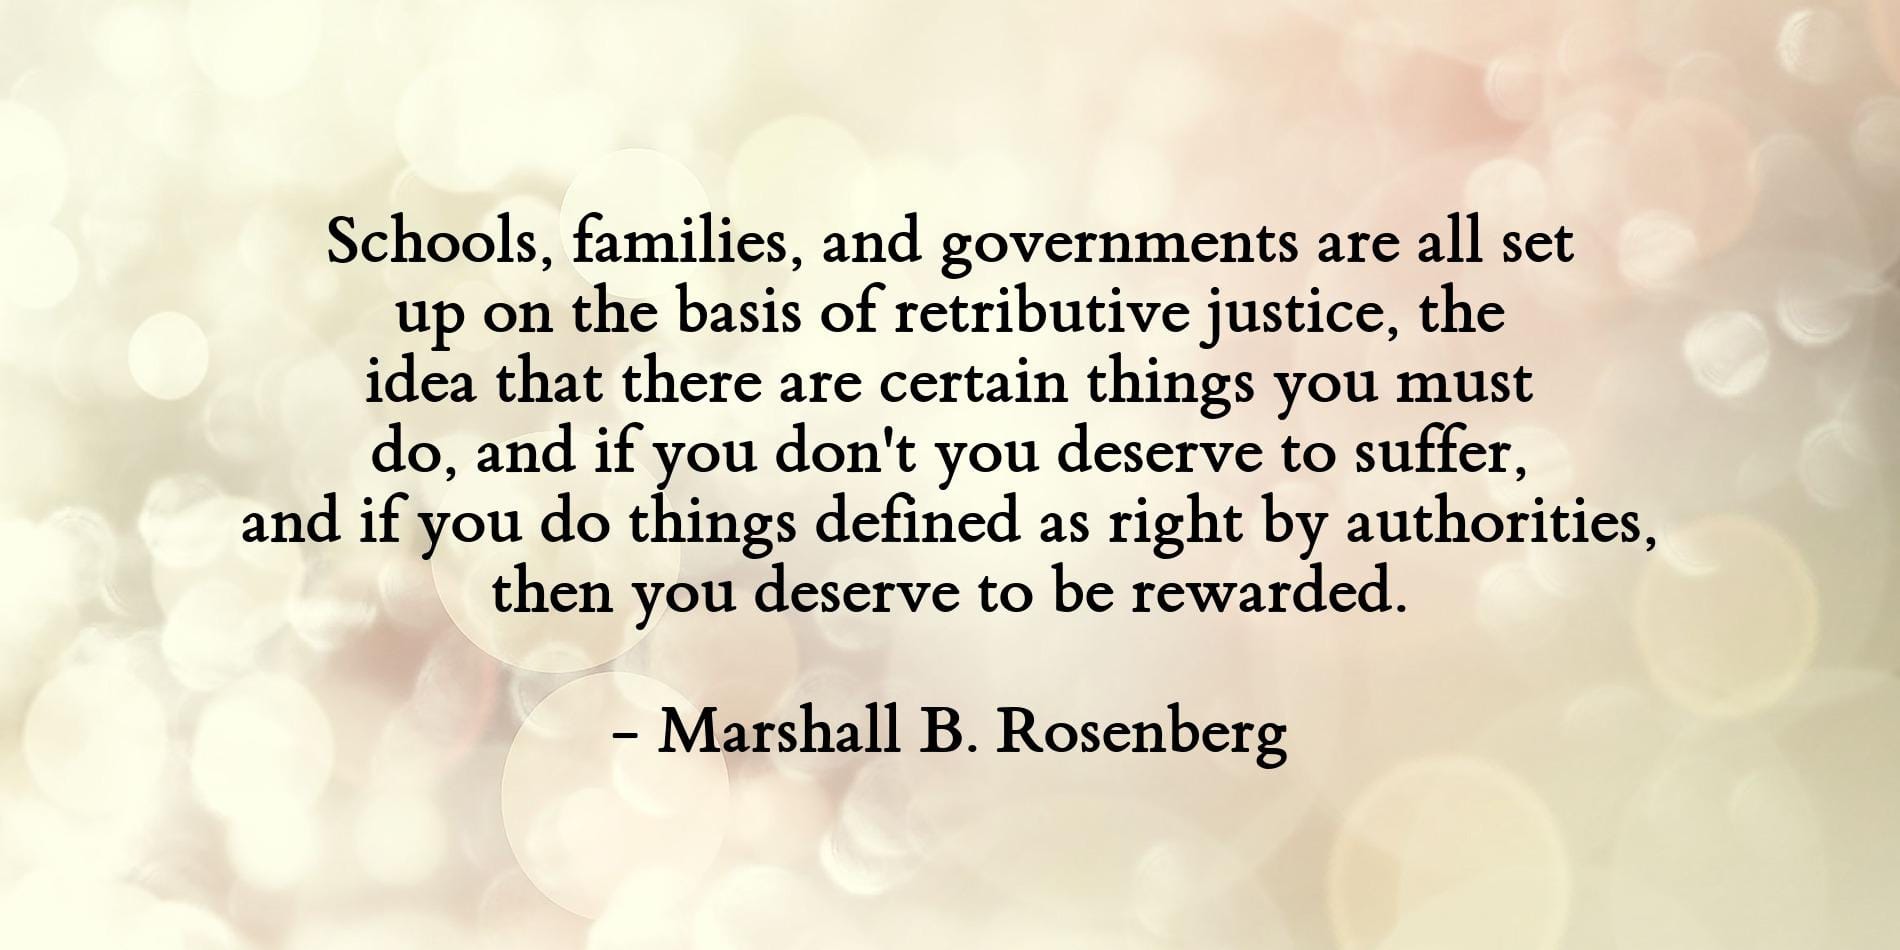 Schools, families, and governments are all set
up on the basis of retributive justice, the
idea that there are certain things you must
do, and if you don't you deserve to suffer,
and if you do things defined as right by authorities,
then you deserve to be rewarded.
- Marshall B. Rosenberg